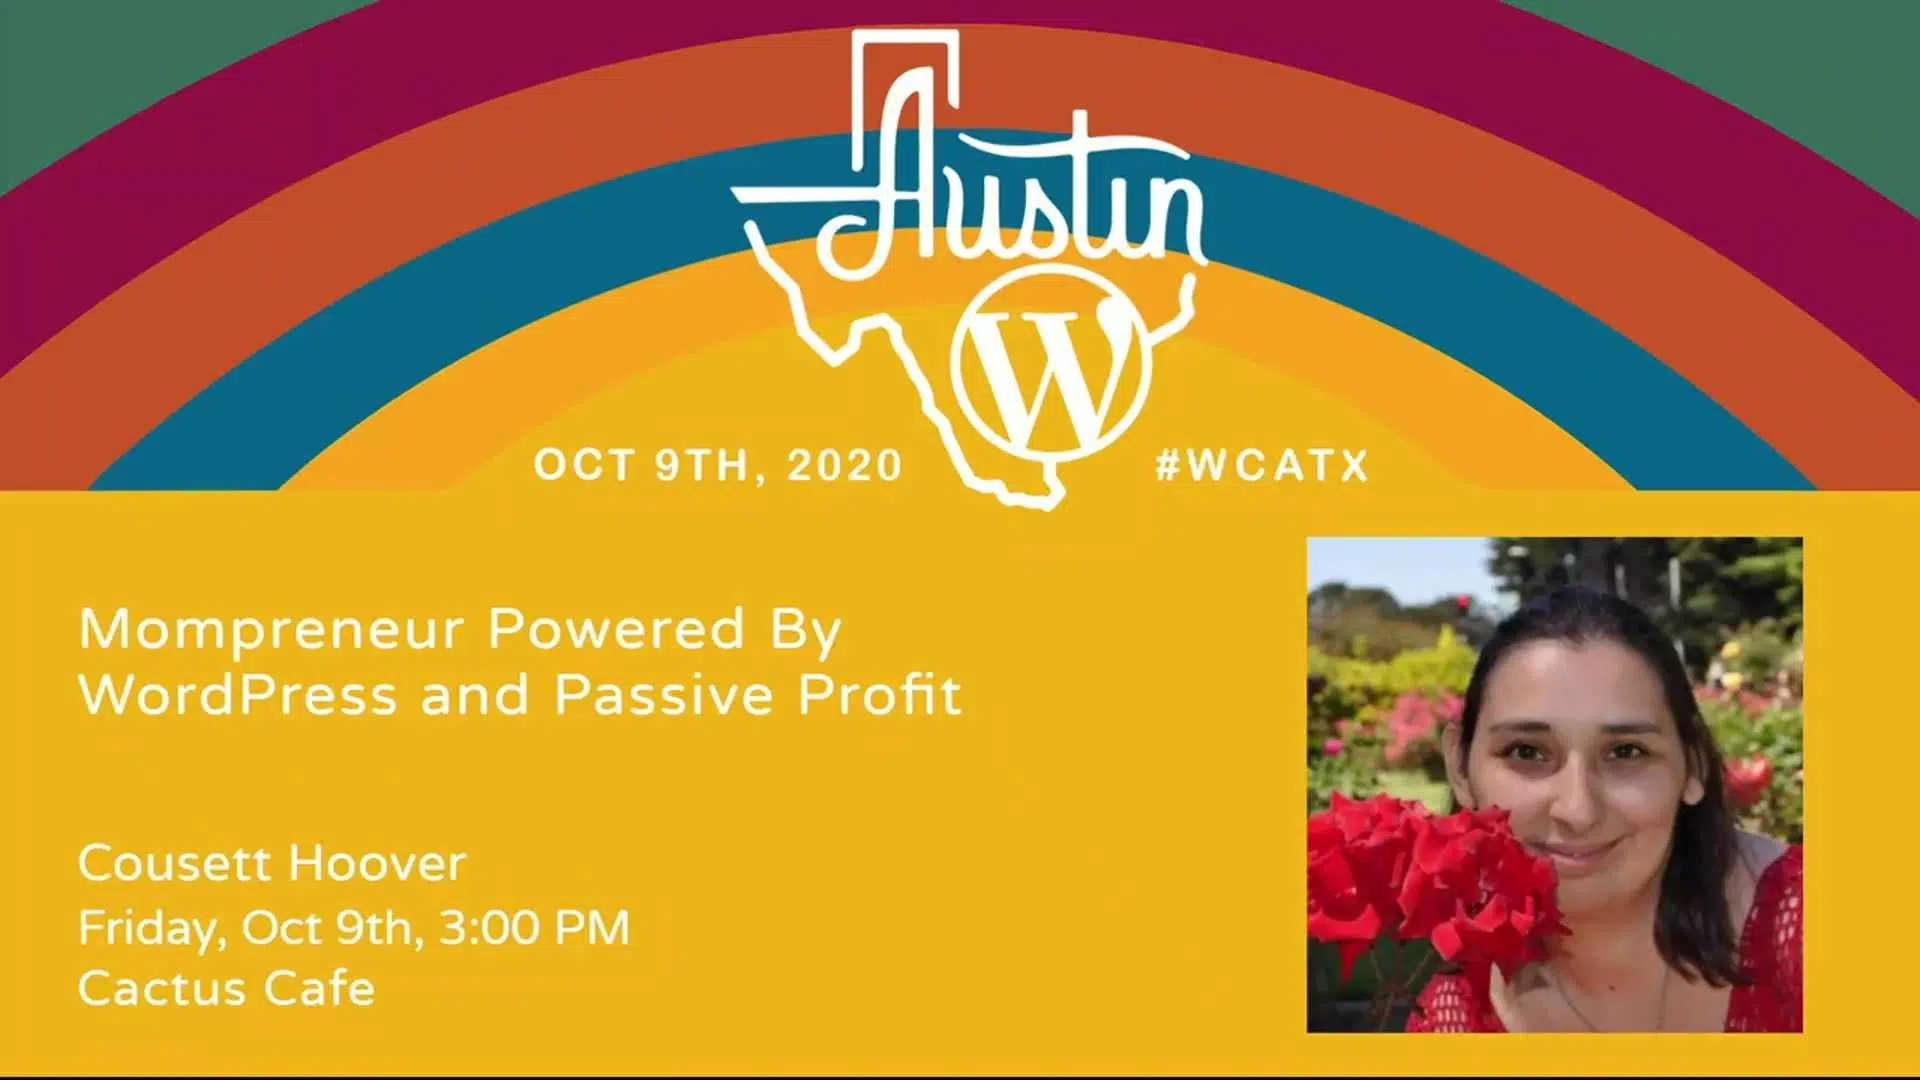 Austin
W
OCT 9TH, 2020 #WCATX
Mompreneur Powered By
WordPress and Passive Profit
Cousett Hoover
Friday, Oct 9th, 3:00 PM
Cactus Cafe